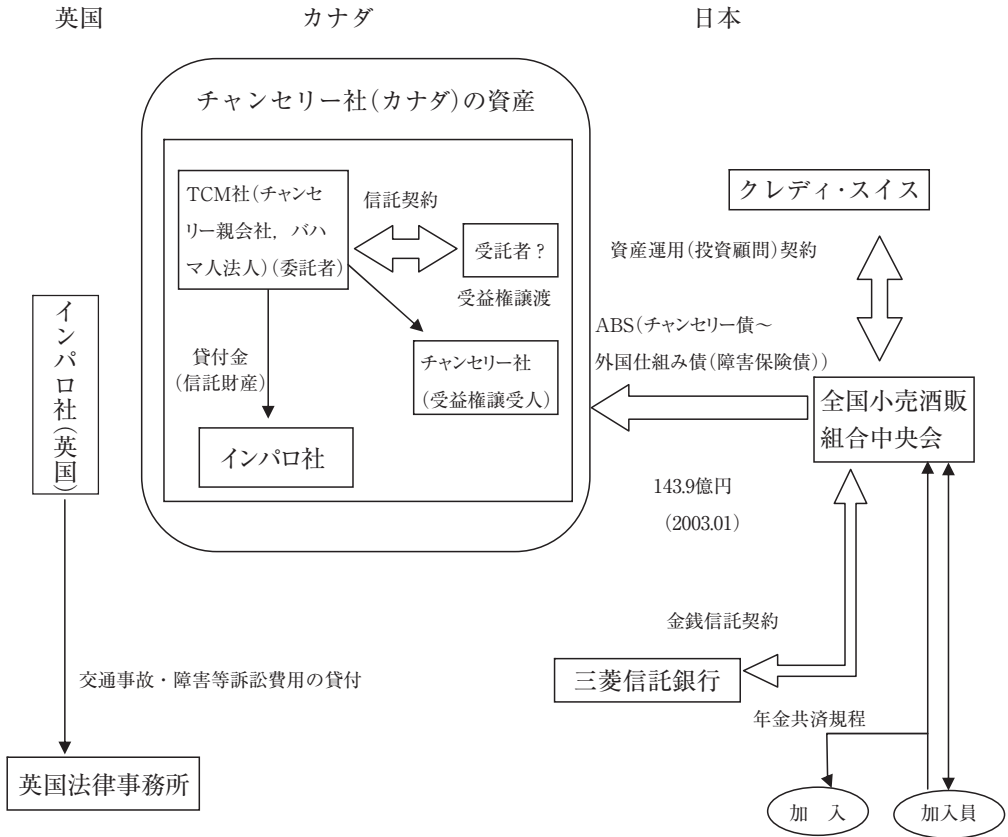 英国
カナダ
日本
チャンセリー社(カナダ)の資産
TCM社(チャンセ
リー親会社，バハ
マ人法人)(委託者)
信託契約
受託者？
受益権譲渡
貸付金
(信託財産)
チャンセリー社
(受益権譲受人)
インパロ社
インパロ社(英国)
交通事故・障害等訴訟費用の貸付
英国法律事務所
クレディ・スイス
資産運用(投資顧問)契約
ABS(チャンセリー債～
外国仕組み債(障害保険債))
全国小売酒販
組合中央会
143.9億円
(2003.01)
金銭信託契約
三菱信託銀行
年金共済規程
加　入
加入員